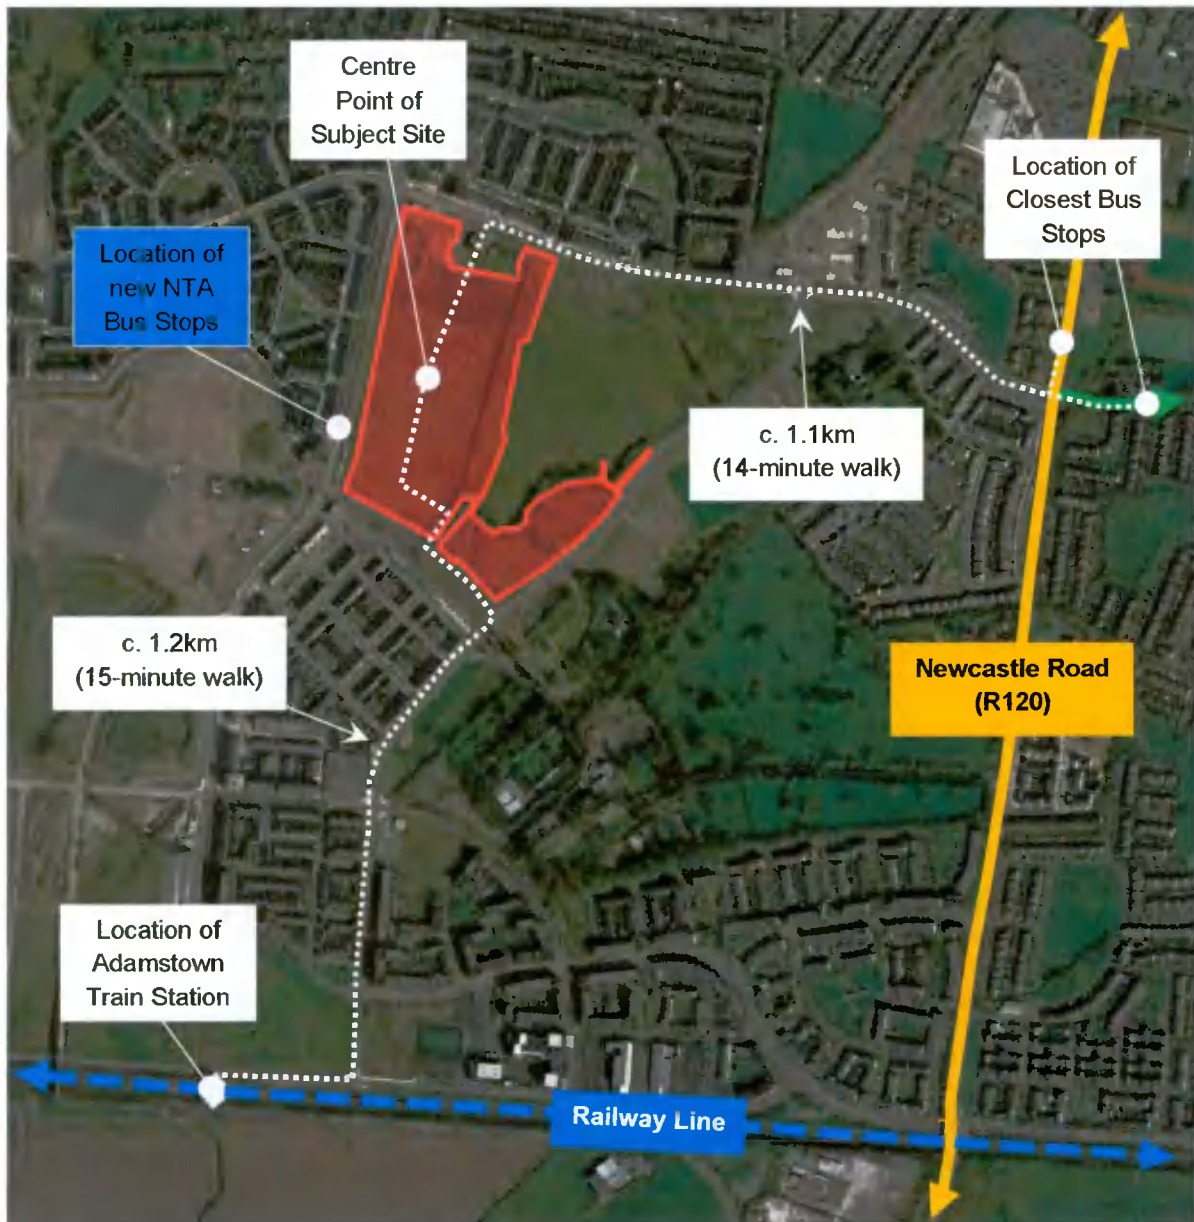 Centre
Point of
Subject Site
Location of
Closest Bus
Stops
Location of
new NTA
Bus Stops
c. 1.1km
(14-minute walk)
c. 1.2km
(15-minute walk)
Newcastle Road
(R120)
Location of
Adamstown
Train Station
Railway Line